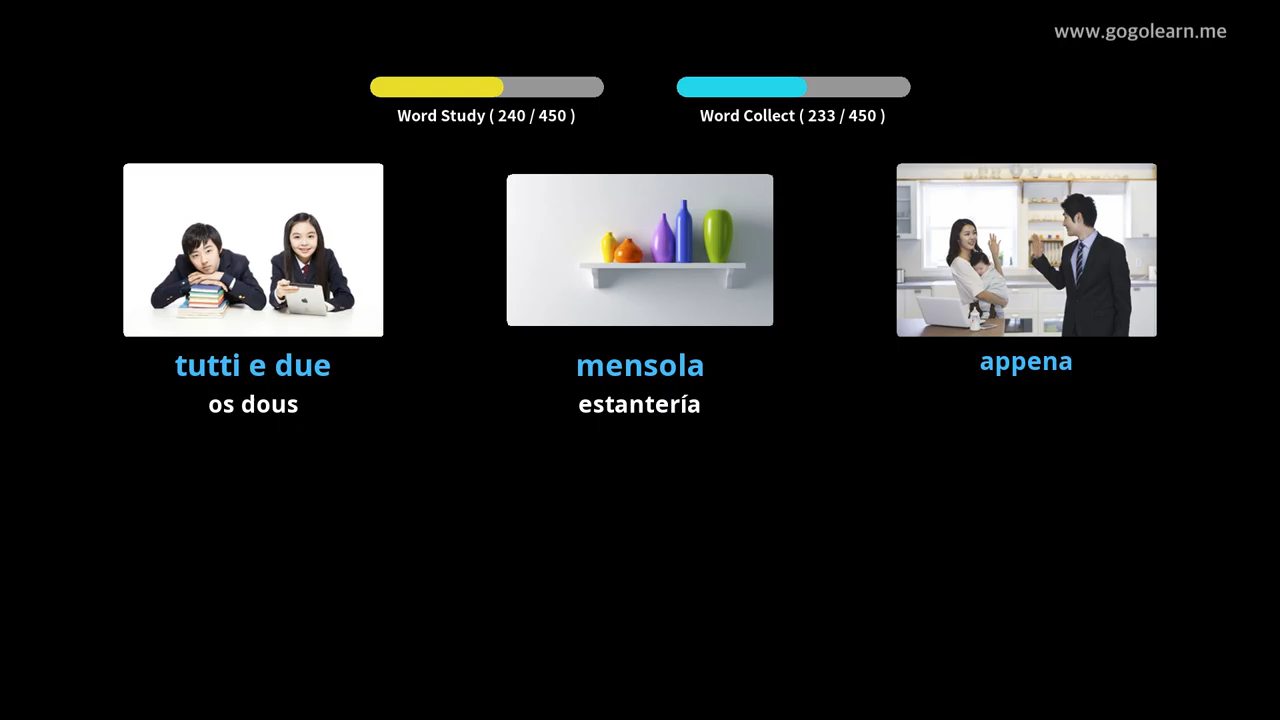 www.gogolearn.me
Word Study ( 240 / 450 )
Word Collect ( 233 / 450 )
tutti e due
os dous
mensola
estantería
appena